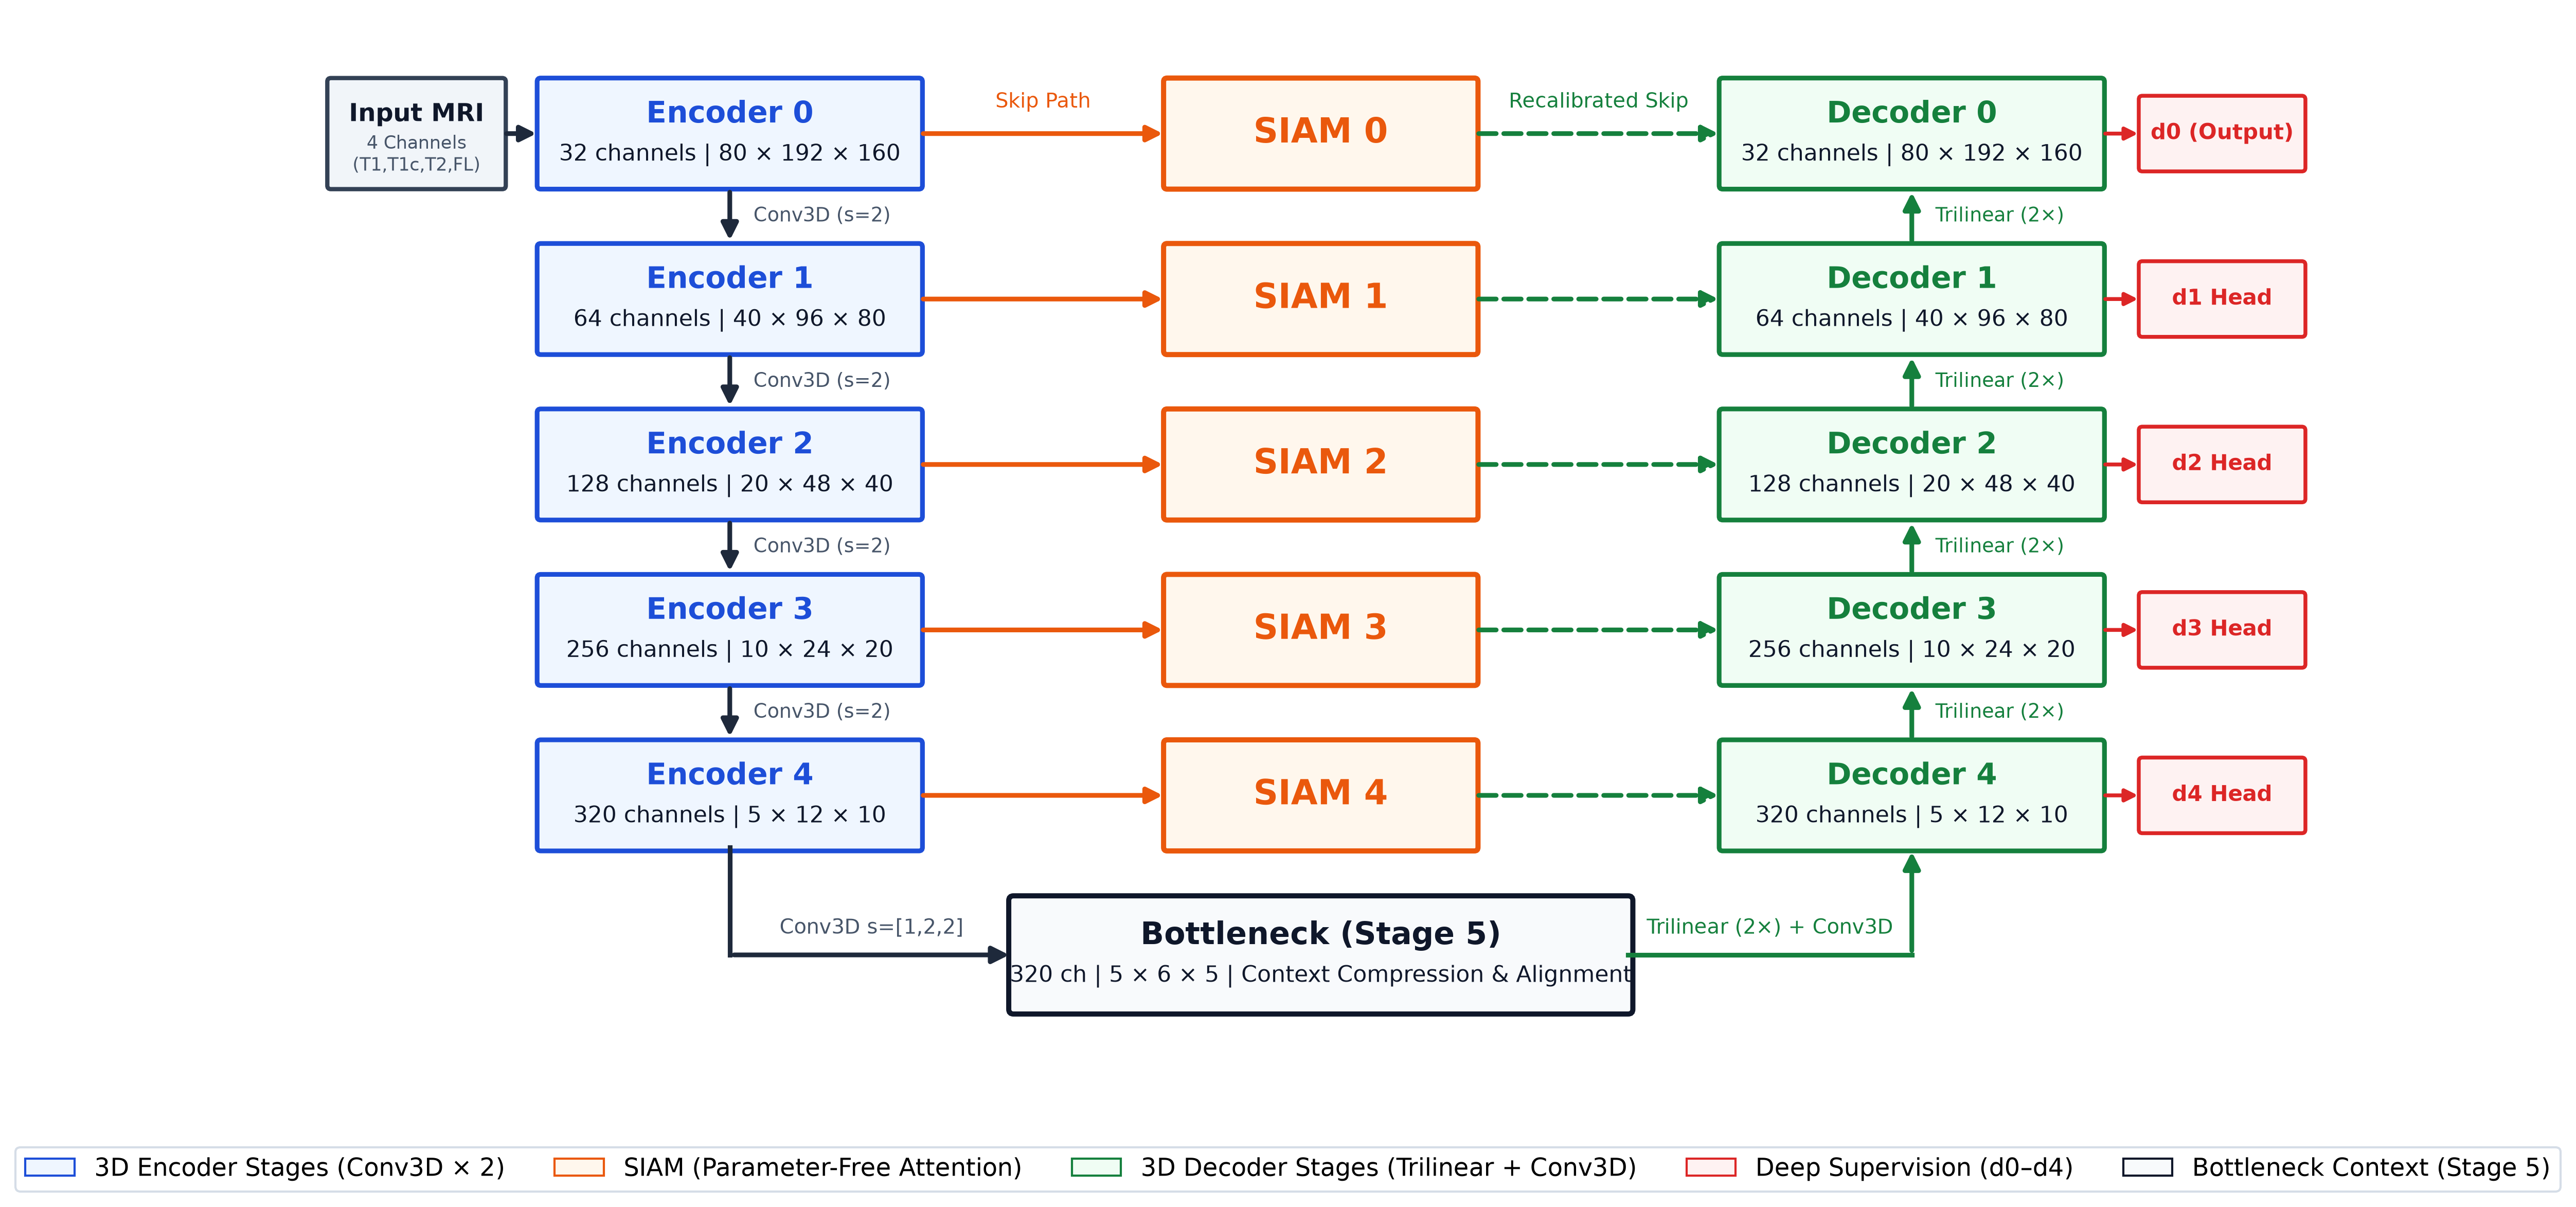 Input MRI
4 Channels
(T1,T1c,T2,FL)
Encoder 0
32 channels | 80 × 192 × 160
Skip Path
SIAM 0
Recalibrated Skip
Decoder 0
32 channels | 80 × 192 × 160
d0 (Output)
Conv3D (s=2)
Trilinear (2×)
Encoder 1
64 channels | 40 × 96 × 80
SIAM 1
Decoder 1
64 channels | 40 × 96 × 80
d1 Head
Conv3D (s=2)
Trilinear (2×)
Encoder 2
128 channels | 20 × 48 × 40
SIAM 2
Decoder 2
128 channels | 20 × 48 × 40
d2 Head
Conv3D (s=2)
Trilinear (2×)
Encoder 3
256 channels | 10 × 24 × 20
SIAM 3
Decoder 3
256 channels | 10 × 24 × 20
d3 Head
Conv3D (s=2)
Trilinear (2×)
Encoder 4
320 channels | 5 × 12 × 10
SIAM 4
Decoder 4
320 channels | 5 × 12 × 10
d4 Head
Conv3D s=[1,2,2]
Bottleneck (Stage 5)
320 ch | 5 × 6 × 5 | Context Compression & Alignment
Trilinear (2×) + Conv3D
3D Encoder Stages (Conv3D × 2)
SIAM (Parameter-Free Attention)
3D Decoder Stages (Trilinear + Conv3D)
Deep Supervision (d0–d4)
Bottleneck Context (Stage 5)